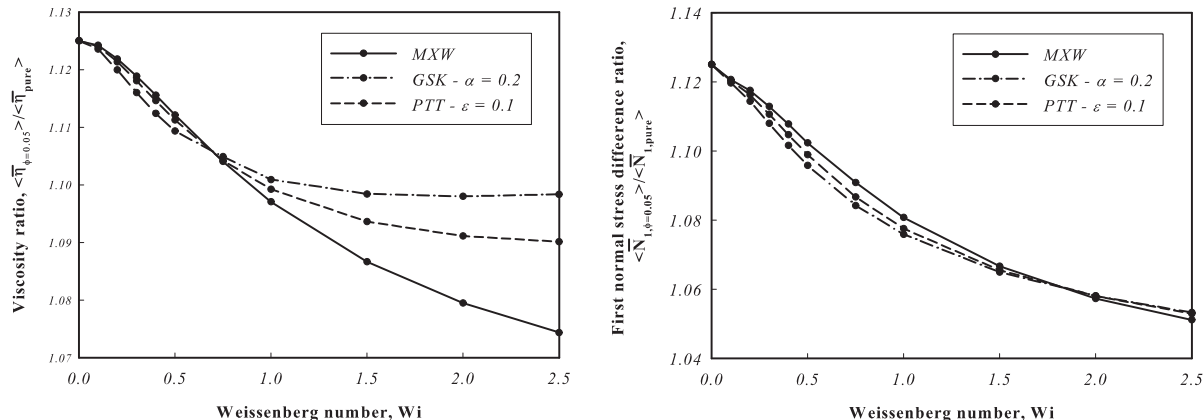 1.13
1.12
1.11
1.10
1.09
1.08
1.07
Viscosity ratio, <η̅ϕ=0.05>/<η̅pure>
MXW
GSK - α = 0.2
PTT - ε = 0.1
0.0 0.5 1.0 1.5 2.0 2.5
Weissenberg number, Wi
1.14
1.12
1.10
1.08
1.06
1.04
First normal stress diffeerence ratio,
<N̅1,ϕ=0.05>/<N̅1,pure>
MXW
GSK - α = 0.2
PTT - ε = 0.1
0.0 0.5 1.0 1.5 2.0 2.5
Weissenberg number, Wi